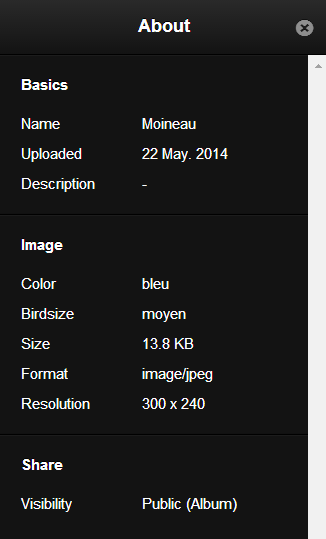 About
Basics
Name Moineau
Uploaded 22 May. 2014
Description -
Image
Color bleu
Birdsize moyen
Size 13.8 KB
Format image/jpeg
Resolution 300 x 240
Share
Visibility Public (Album)